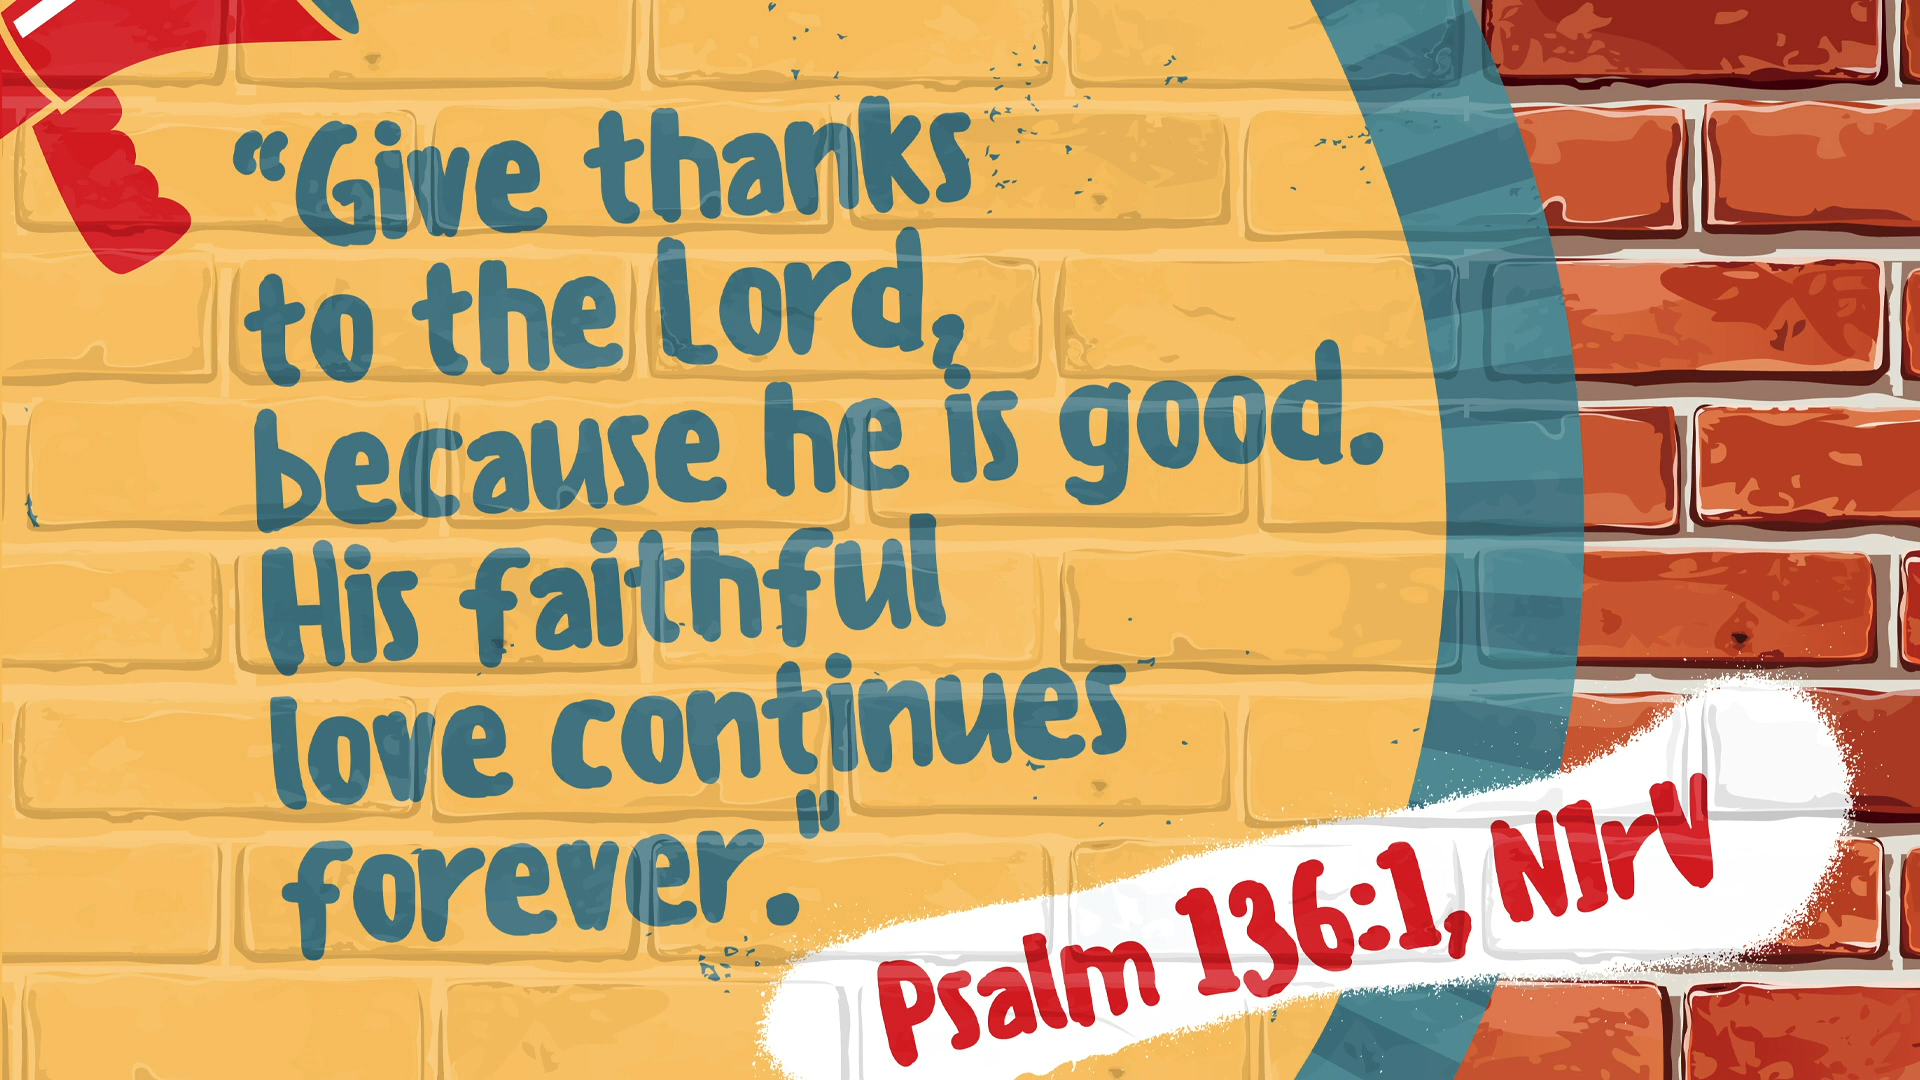 “Give thanks
to the Lord,
because he is good.
His faithful
love continues
forever."
Psalm 136:1, NIrV